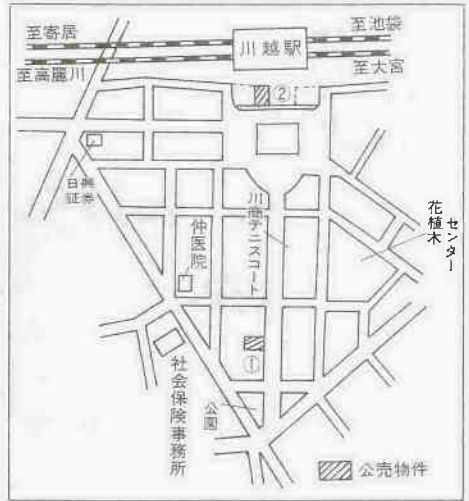 至寄居
至池袋
川越駅
至高麗川
至大宮
②
日興
証券
花植木
センター
川商テニスコート
仲医院
①
社会保険事務所
公園
公売物件